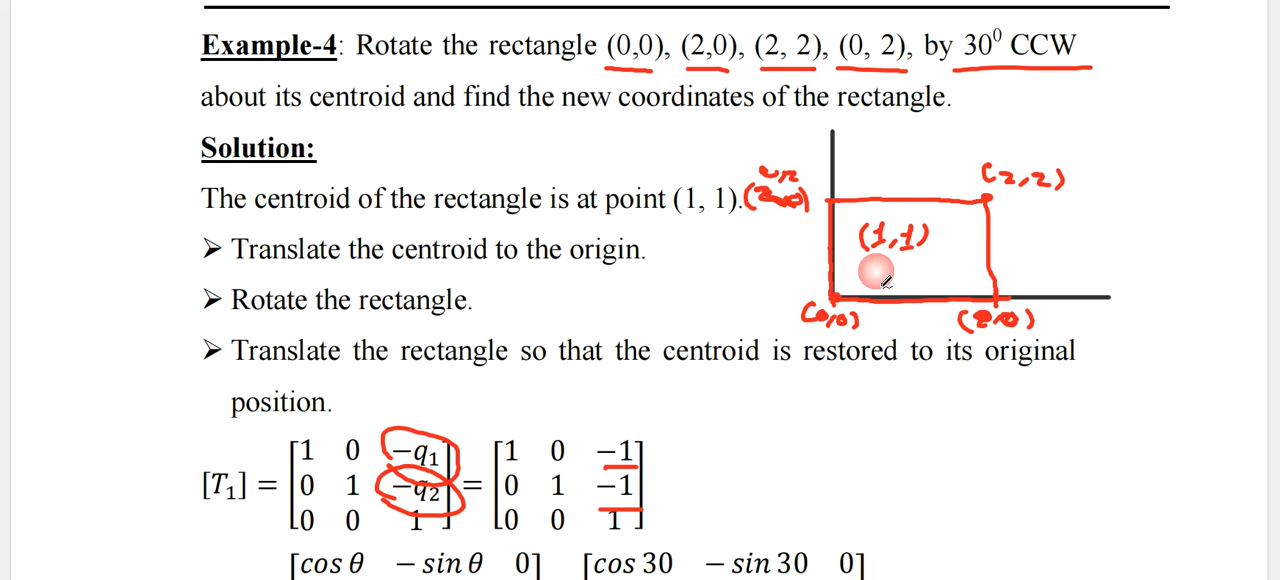 Example-4: Rotate the rectangle (0,0), (2,0), (2, 2), (0, 2), by 30⁰ CCW
about its centroid and find the new coordinates of the rectangle.
Solution:
(2,2)
The centroid of the rectangle is at point (1, 1).
(1,1)
➢ Translate the centroid to the origin.
➢ Rotate the rectangle.
(0,0)
➢ Translate the rectangle so that the centroid is restored to its original
position.
[T₁] = [1 0 −q₁; 0 1 −q₂; 0 0 1] = [1 0 −1; 0 1 −1; 0 0 1]
[cos θ − sin θ 0] [cos 30 − sin 30 0]